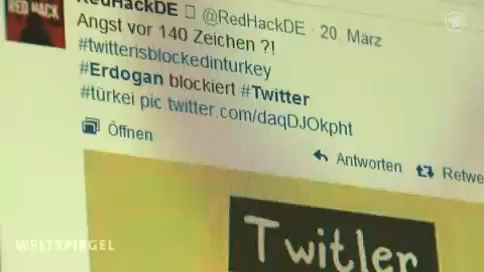 RED HACK
RedHackDE @RedHackDE · 20. März
Angst vor 140 Zeichen ?!
#twitterisblockedinturkey
#Erdogan blockiert #Twitter
#türkei pic twitter.com/daqDJOkpht
Öffnen
Antworten Retwe
Twitler
WELTSPIEGEL